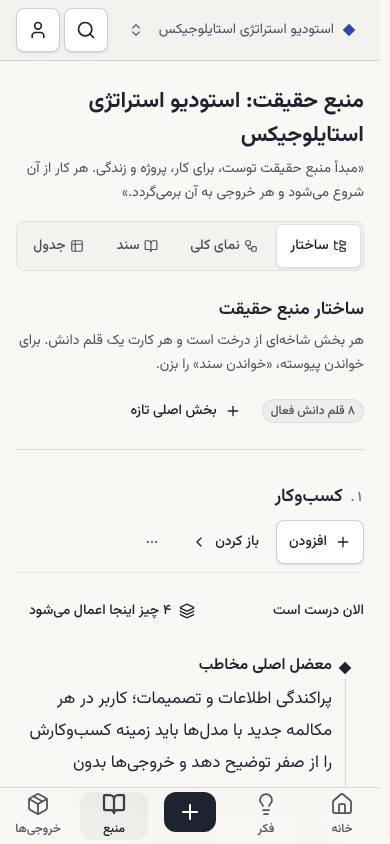 استودیو استراتژی استایلوجیکس
منبع حقیقت: استودیو استراتژی
استایلوجیکس
«مبدأ منبع حقیقت توست، برای کار، پروژه و زندگی. هر کار از آن
شروع می‌شود و هر خروجی به آن برمی‌گردد.»
ساختار
نمای کلی
سند
جدول
ساختار منبع حقیقت
هر بخش شاخه‌ای از درخت است و هر کارت یک قلم دانش. برای
خواندن پیوسته، «خواندن سند» را بزن.
۸ قلم دانش فعال
بخش اصلی تازه
۱. کسب‌وکار
افزودن
باز کردن
...
الان درست است
۴ چیز اینجا اعمال می‌شود
معضل اصلی مخاطب
پراکندگی اطلاعات و تصمیمات؛ کاربر در هر
مکالمه جدید با مدل‌ها باید زمینه کسب‌وکارش
را از صفر توضیح دهد و خروجی‌ها بدون
خانه
فکر
منبع
خروجی‌ها